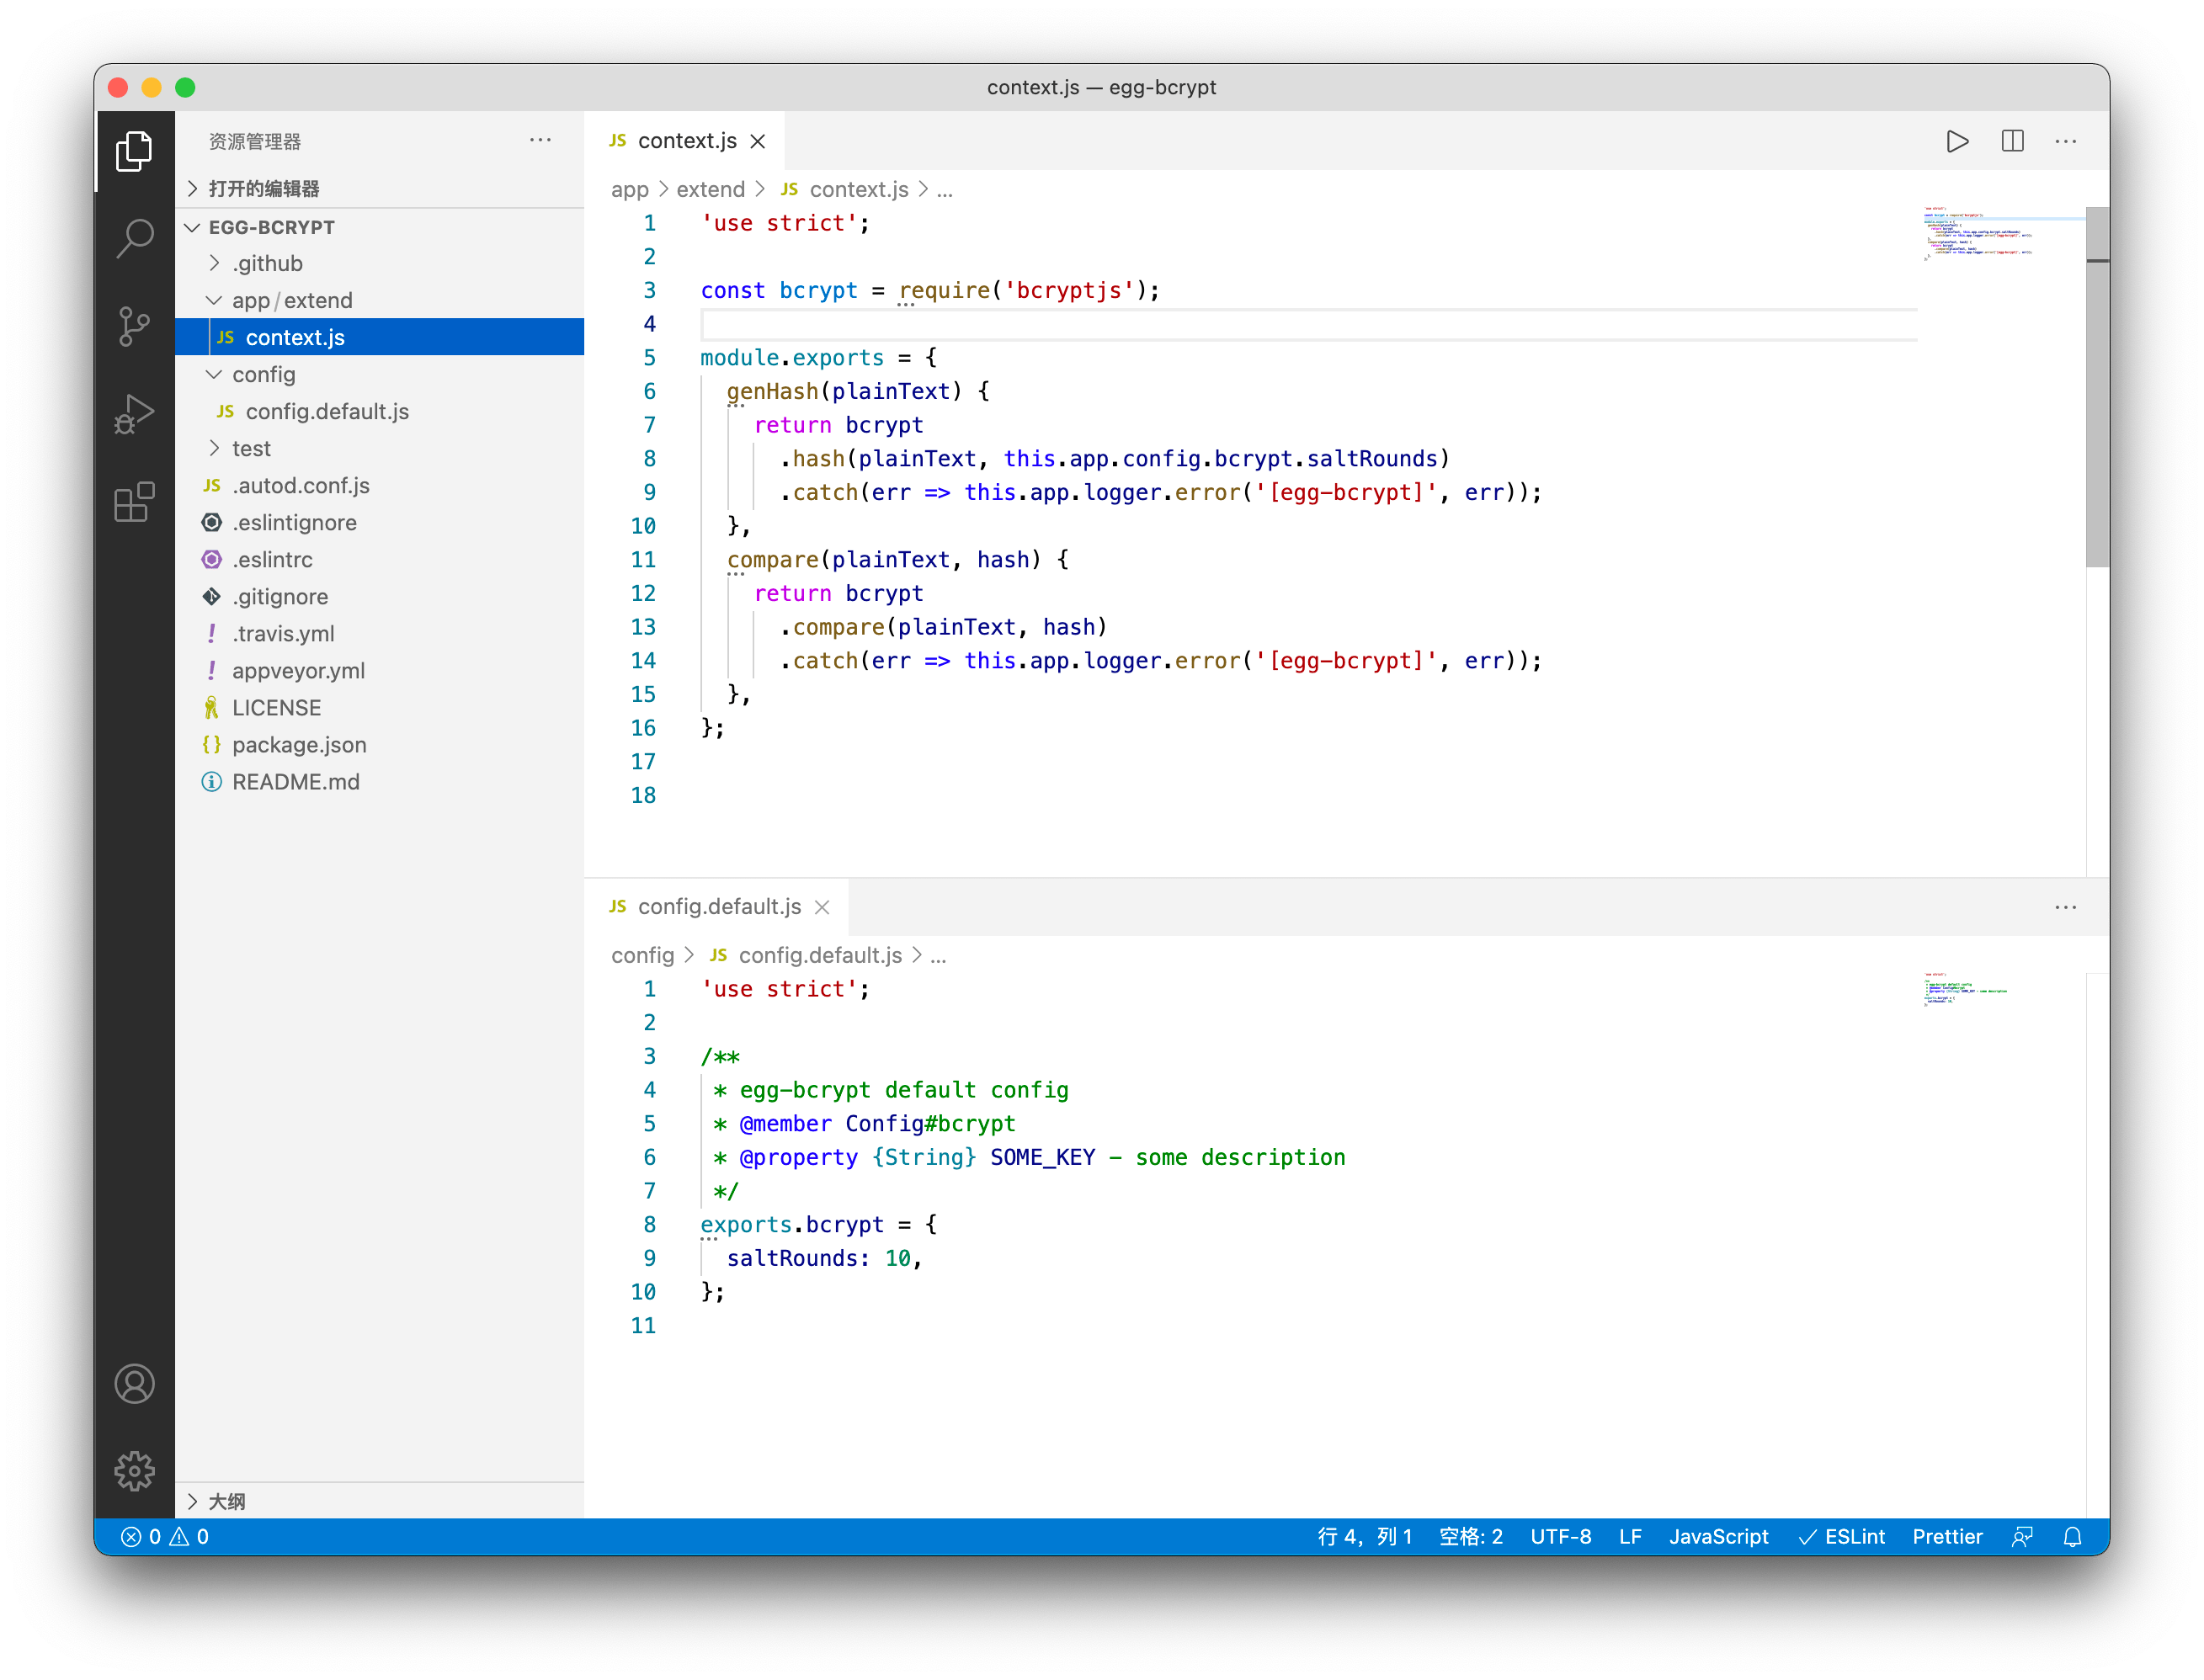 context.js — egg-bcrypt
资源管理器
打开的编辑器
EGG-BCRYPT
.github
app/extend
JS context.js
config
JS config.default.js
test
JS .autod.conf.js
.eslintignore
.eslintrc
.gitignore
! .travis.yml
! appveyor.yml
LICENSE
{} package.json
README.md
大纲
JS context.js
app > extend > JS context.js > ...
1 'use strict';
2
3 const bcrypt = require('bcryptjs');
4
5 module.exports = {
6 genHash(plainText) {
7 return bcrypt
8 .hash(plainText, this.app.config.bcrypt.saltRounds)
9 .catch(err => this.app.logger.error('[egg-bcrypt]', err));
10 },
11 compare(plainText, hash) {
12 return bcrypt
13 .compare(plainText, hash)
14 .catch(err => this.app.logger.error('[egg-bcrypt]', err));
15 },
16 };
17
18
JS config.default.js
config > JS config.default.js > ...
1 'use strict';
2
3 /**
4 * egg-bcrypt default config
5 * @member Config#bcrypt
6 * @property {String} SOME_KEY - some description
7 */
8 exports.bcrypt = {
9 saltRounds: 10,
10 };
11
0 0 行 4，列 1 空格: 2 UTF-8 LF JavaScript ESLint Prettier